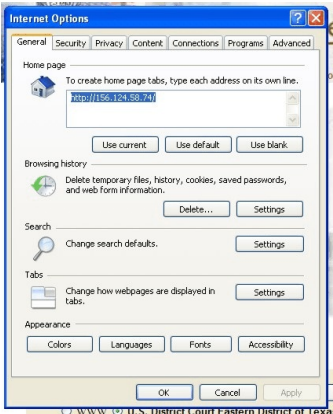 Internet Options
General Security Privacy Content Connections Programs Advanced
Home page
To create home page tabs, type each address on its own line.
http://156.124.58.74/
Use current Use default Use blank
Browsing history
Delete temporary files, history, cookies, saved passwords,
and web form information.
Delete... Settings
Search
Change search defaults. Settings
Tabs
Change how webpages are displayed in
tabs. Settings
Appearance
Colors Languages Fonts Accessibility
OK Cancel Apply
WWW U.S. District Court Eastern District of Texa